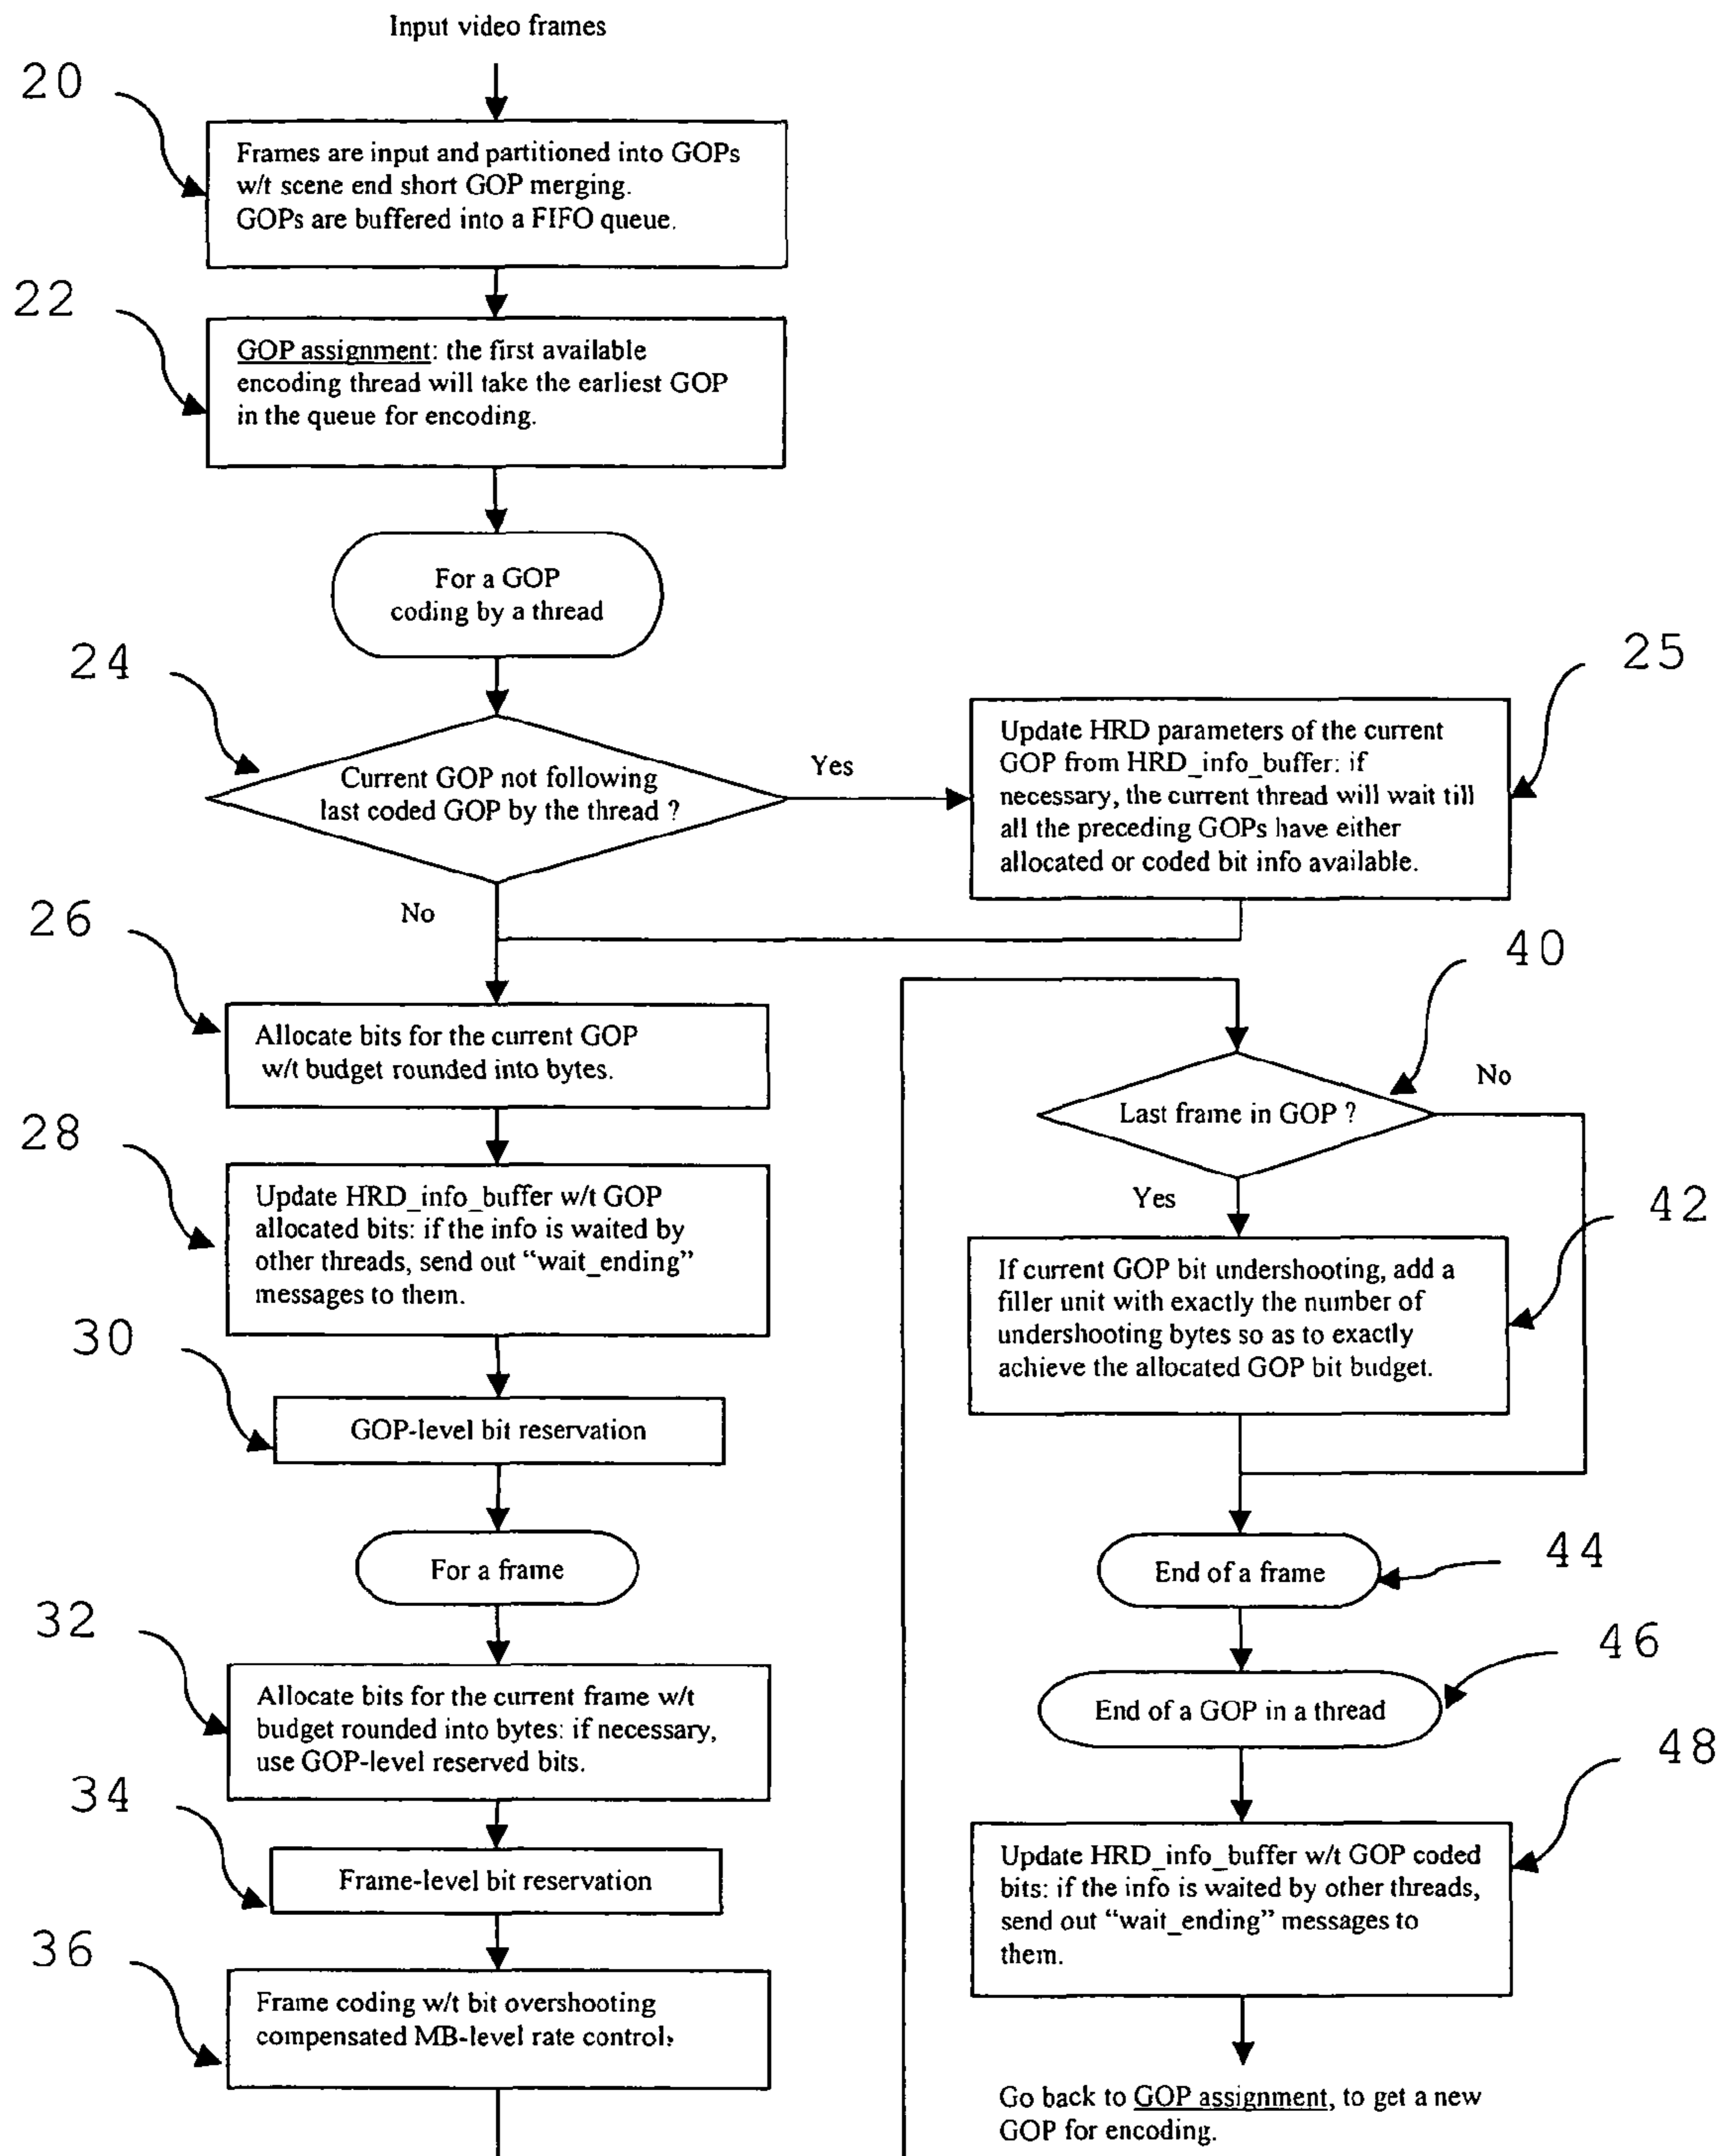 Input video frames
20
Frames are input and partitioned into GOPs
w/t scene end short GOP merging.
GOPs are buffered into a FIFO queue.
22
GOP assignment: the first available
encoding thread will take the earliest GOP
in the queue for encoding.
For a GOP
coding by a thread
24
Current GOP not following
last coded GOP by the thread ?
Yes
No
25
Update HRD parameters of the current
GOP from HRD_info_buffer: if
necessary, the current thread will wait till
all the preceding GOPs have either
allocated or coded bit info available.
26
Allocate bits for the current GOP
w/t budget rounded into bytes.
28
Update HRD_info_buffer w/t GOP
allocated bits: if the info is waited by
other threads, send out “wait_ending”
messages to them.
30
GOP-level bit reservation
For a frame
32
Allocate bits for the current frame w/t
budget rounded into bytes: if necessary,
use GOP-level reserved bits.
34
Frame-level bit reservation
36
Frame coding w/t bit overshooting
compensated MB-level rate control.
40
Last frame in GOP ?
No
Yes
42
If current GOP bit undershooting, add a
filler unit with exactly the number of
undershooting bytes so as to exactly
achieve the allocated GOP bit budget.
End of a frame
44
End of a GOP in a thread
46
48
Update HRD_info_buffer w/t GOP coded
bits: if the info is waited by other threads,
send out “wait_ending” messages to
them.
Go back to GOP assignment, to get a new
GOP for encoding.